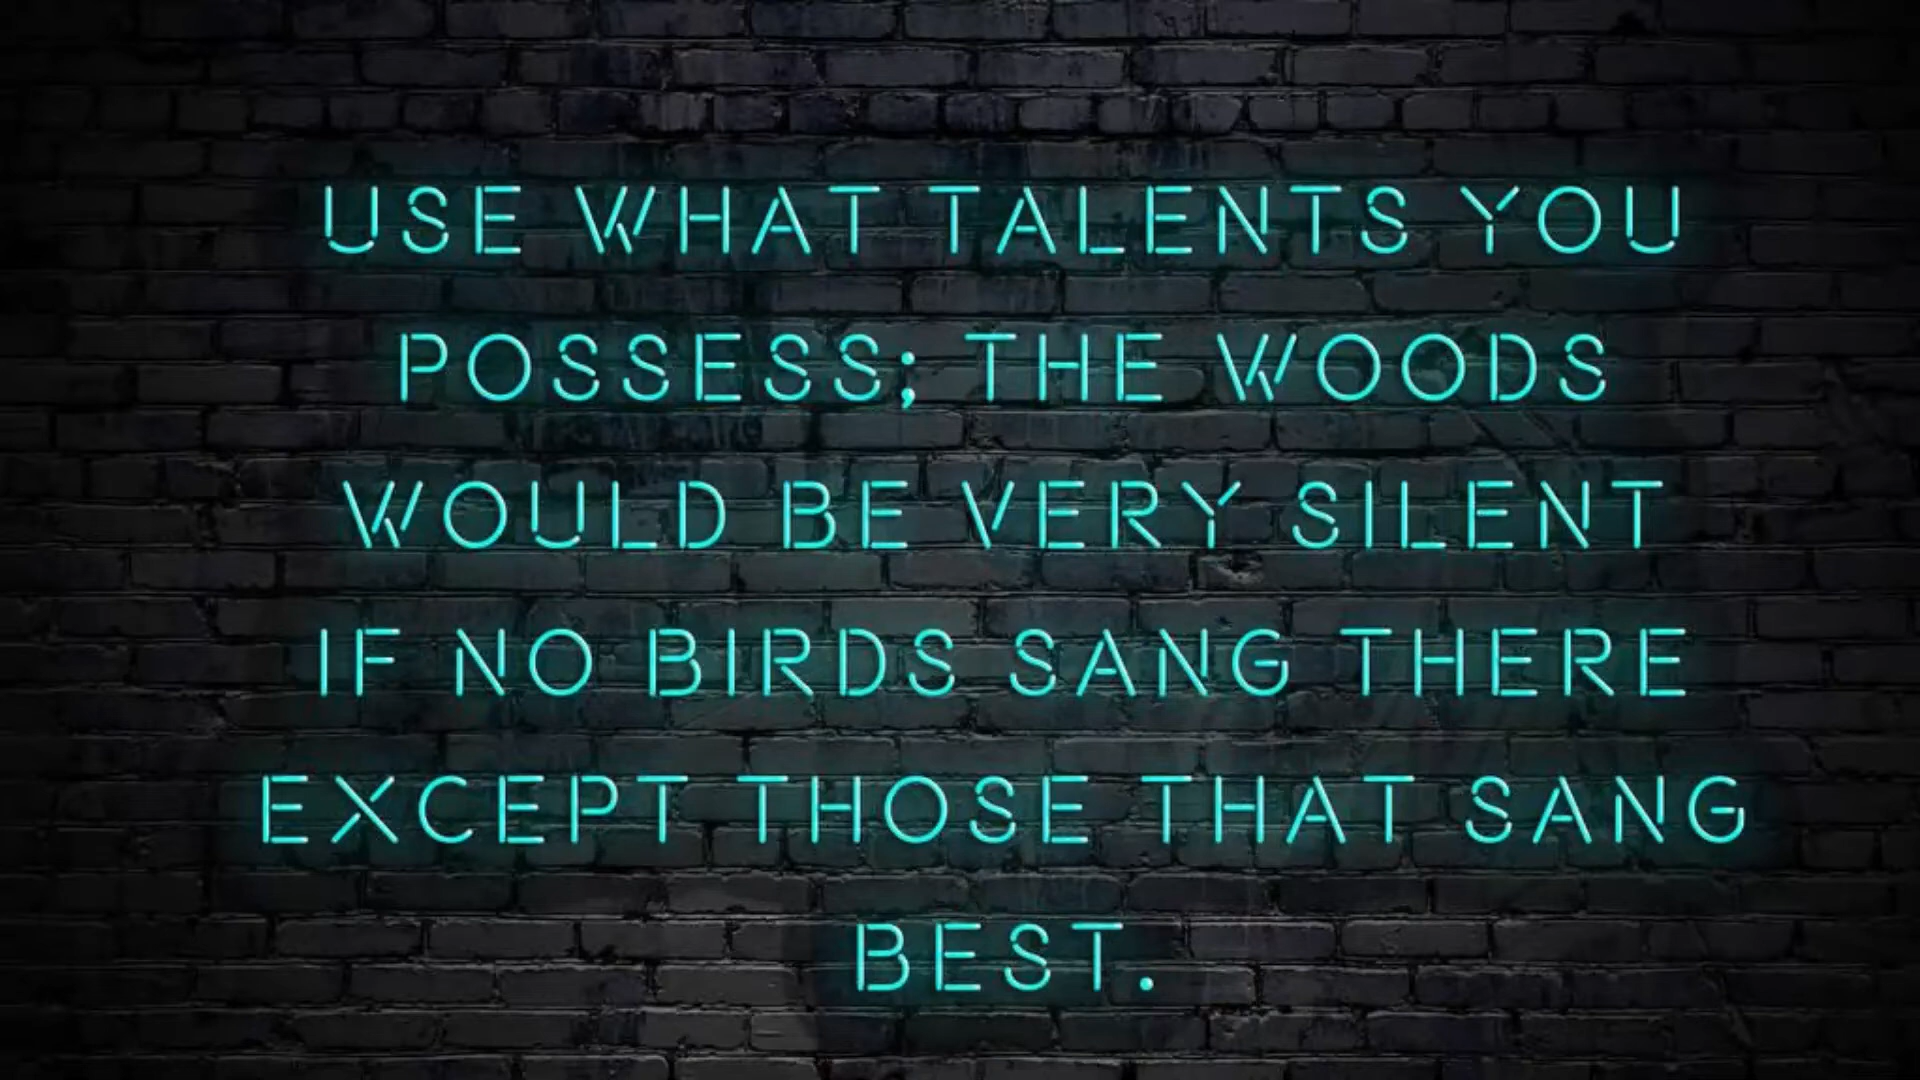 USE WHAT TALENTS YOU
POSSESS; THE WOODS
WOULD BE VERY SILENT
IF NO BIRDS SANG THERE
EXCEPT THOSE THAT SANG
BEST.